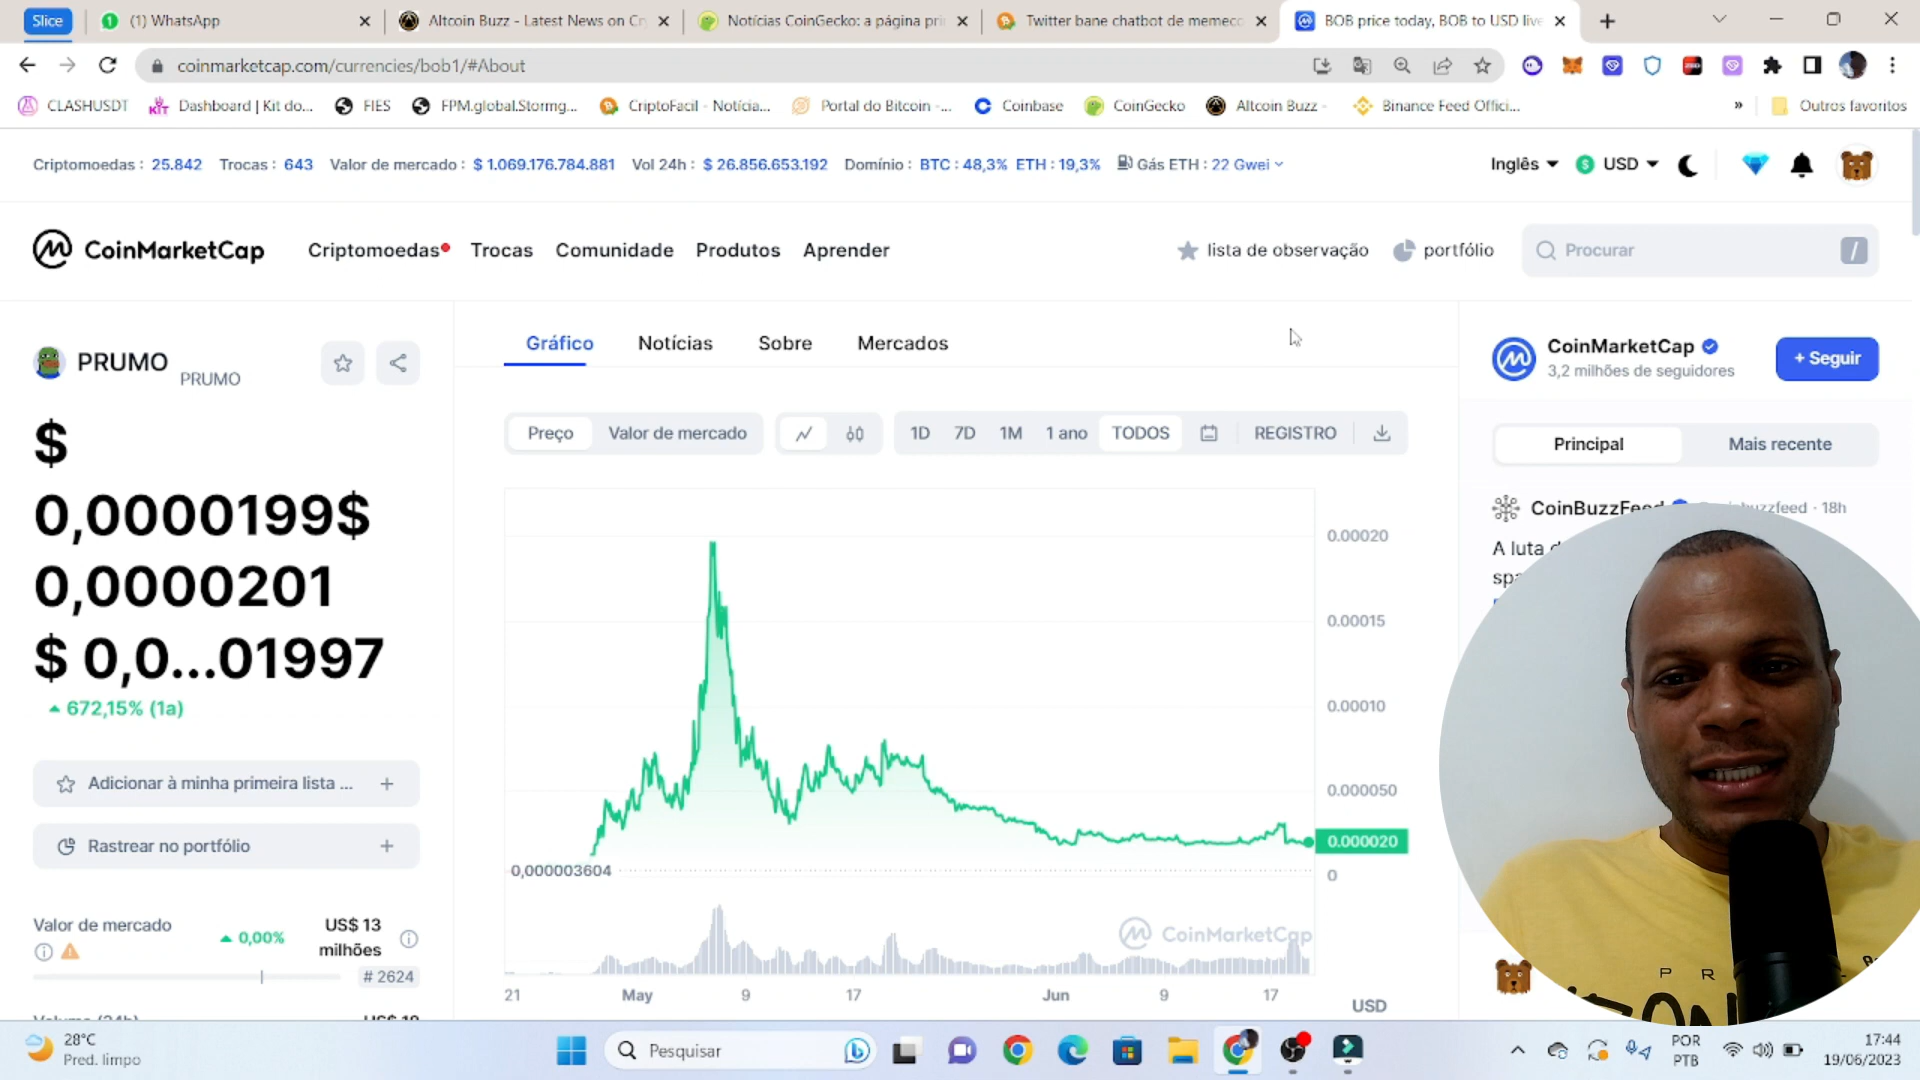 Slice
(1) WhatsApp
Altcoin Buzz - Latest News on Cr
Notícias CoinGecko: a página pri
Twitter bane chatbot de memeco
BOB price today, BOB to USD live
coinmarketcap.com/currencies/bob1/#About
CLASHUSDT
Dashboard | Kit do...
FIES
FPM.global.Stormg...
CriptoFacil - Notícia...
Portal do Bitcoin -...
Coinbase
CoinGecko
Altcoin Buzz -
Binance Feed Offici...
»
Outros favoritos
Criptomoedas : 25.842 Trocas : 643 Valor de mercado : $ 1.069.176.784.881 Vol 24h : $ 26.856.653.192 Domínio : BTC : 48,3% ETH : 19,3% Gás ETH : 22 Gwei
Inglês
USD
CoinMarketCap
Criptomoedas Trocas Comunidade Produtos Aprender
lista de observação
portfólio
Procurar
/
PRUMO PRUMO
$
0,0000199$
0,0000201
$ 0,0...01997
672,15% (1a)
Adicionar à minha primeira lista ... +
Rastrear no portfólio +
Valor de mercado
0,00%
US$ 13
milhões
# 2624
Gráfico Notícias Sobre Mercados
Preço Valor de mercado
1D 7D 1M 1 ano TODOS REGISTRO
0.00020
0.00015
0.00010
0.000050
0.000020
0
0,000003604
CoinMarketCap
21 May 9 17 Jun 9 17
USD
CoinMarketCap
3,2 milhões de seguidores
+ Seguir
Principal Mais recente
CoinBuzzFeed
buzzfeed · 18h
A luta
P R
28°C
Pred. limpo
Pesquisar
POR
PTB
17:44
19/06/2023